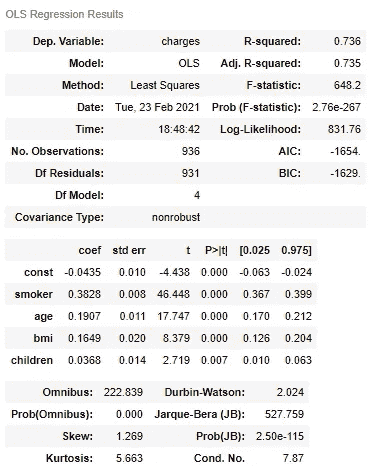 OLS Regression Results
Dep. Variable: charges R-squared: 0.736
Model: OLS Adj. R-squared: 0.735
Method: Least Squares F-statistic: 648.2
Date: Tue, 23 Feb 2021 Prob (F-statistic): 2.76e-267
Time: 18:48:42 Log-Likelihood: 831.76
No. Observations: 936 AIC: -1654.
Df Residuals: 931 BIC: -1629.
Df Model: 4
Covariance Type: nonrobust
coef std err t P>|t| [0.025 0.975]
const -0.0435 0.010 -4.438 0.000 -0.063 -0.024
smoker 0.3828 0.008 46.448 0.000 0.367 0.399
age 0.1907 0.011 17.747 0.000 0.170 0.212
bmi 0.1649 0.020 8.379 0.000 0.126 0.204
children 0.0368 0.014 2.719 0.007 0.010 0.063
Omnibus: 222.839 Durbin-Watson: 2.024
Prob(Omnibus): 0.000 Jarque-Bera (JB): 527.759
Skew: 1.269 Prob(JB): 2.50e-115
Kurtosis: 5.663 Cond. No. 7.87